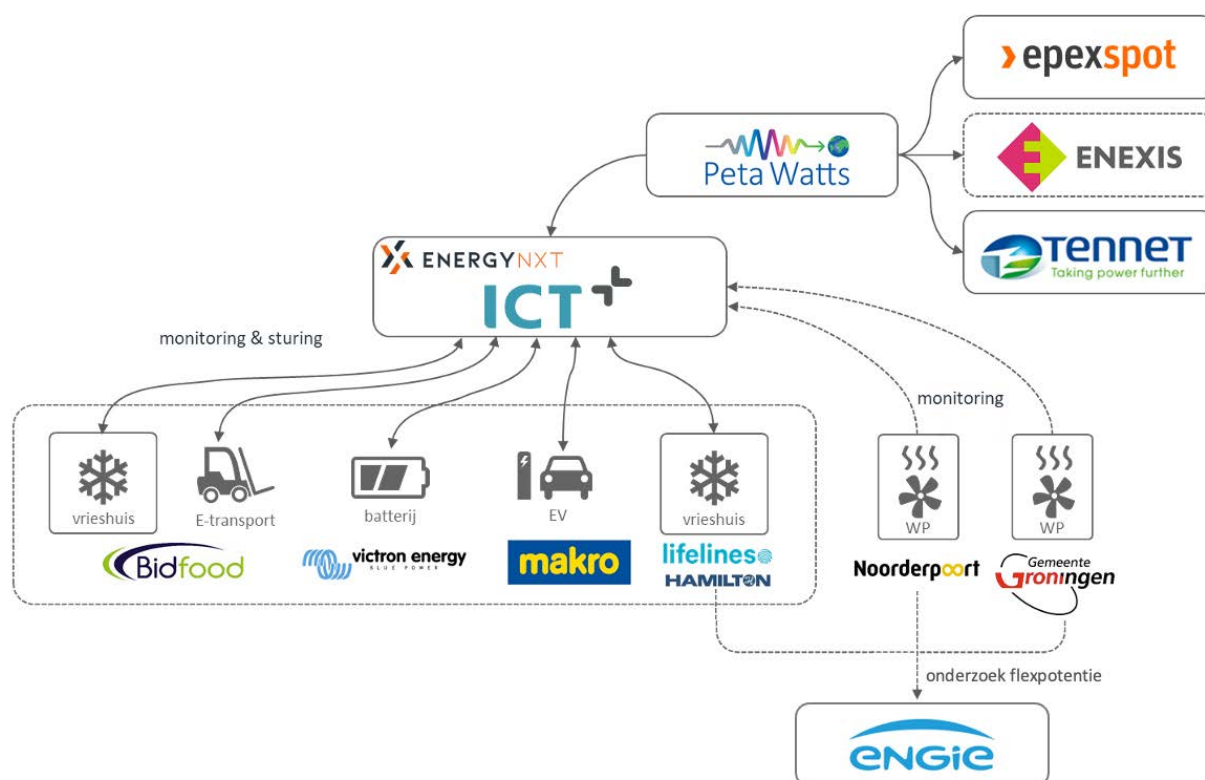 epexspot
ENEXIS
TENNET
Taking power further
Peta Watts
ENERGYNXT
ICT
monitoring & sturing
monitoring
vrieshuis
E-transport
batterij
EV
vrieshuis
WP
WP
Bidfood
victron energy
BLUE POWER
makro
lifelines
HAMILTON
Noorderpoort
Gemeente
Groningen
onderzoek flexpotentie
ENGIE